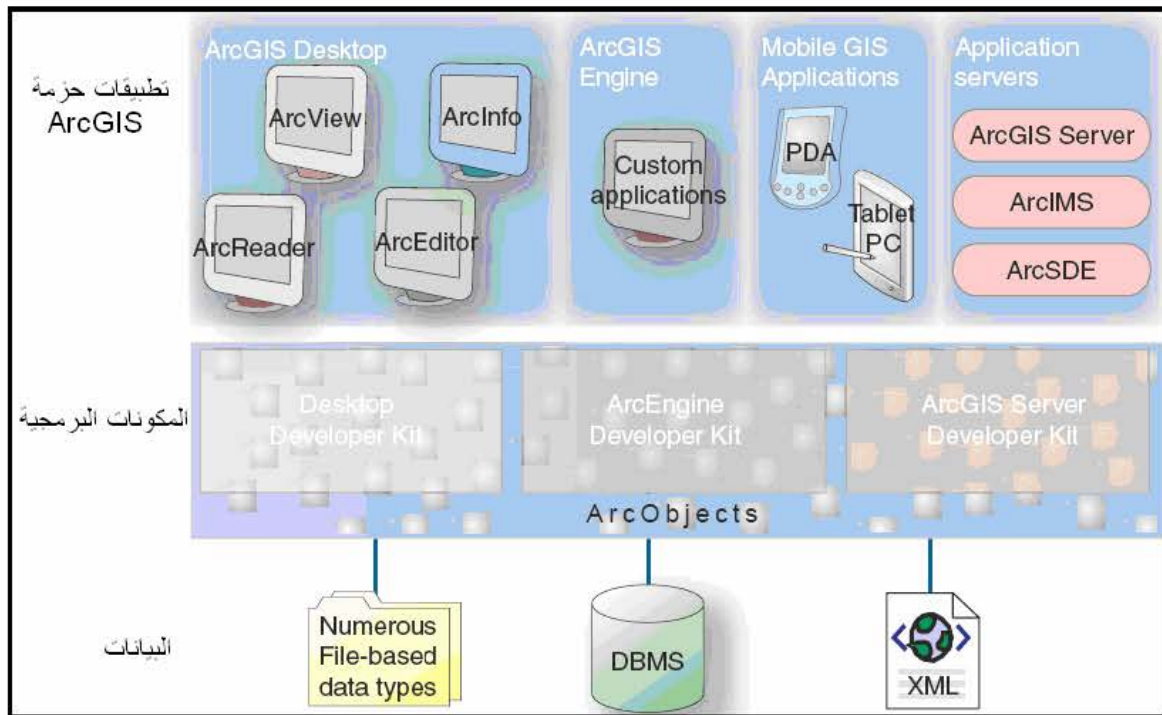 تطبيقات حزمة
ArcGIS
ArcGIS Desktop
ArcView
ArcInfo
ArcReader
ArcEditor
ArcGIS
Engine
Custom
applications
Mobile GIS
Applications
PDA
Tablet
PC
Application
servers
ArcGIS Server
ArcIMS
ArcSDE
المكونات البرمجية
Desktop
Developer Kit
ArcEngine
Developer Kit
ArcGIS Server
Developer Kit
ArcObjects
البيانات
Numerous
File-based
data types
DBMS
XML